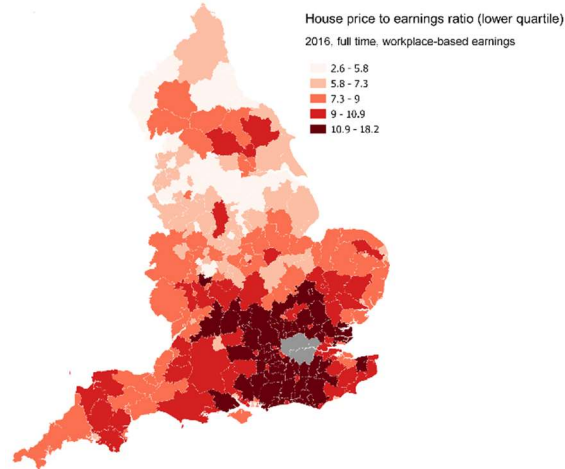 House price to earnings ratio (lower quartile)
2016, full time, workplace-based earnings
2.6 - 5.8
5.8 - 7.3
7.3 - 9
9 - 10.9
10.9 - 18.2